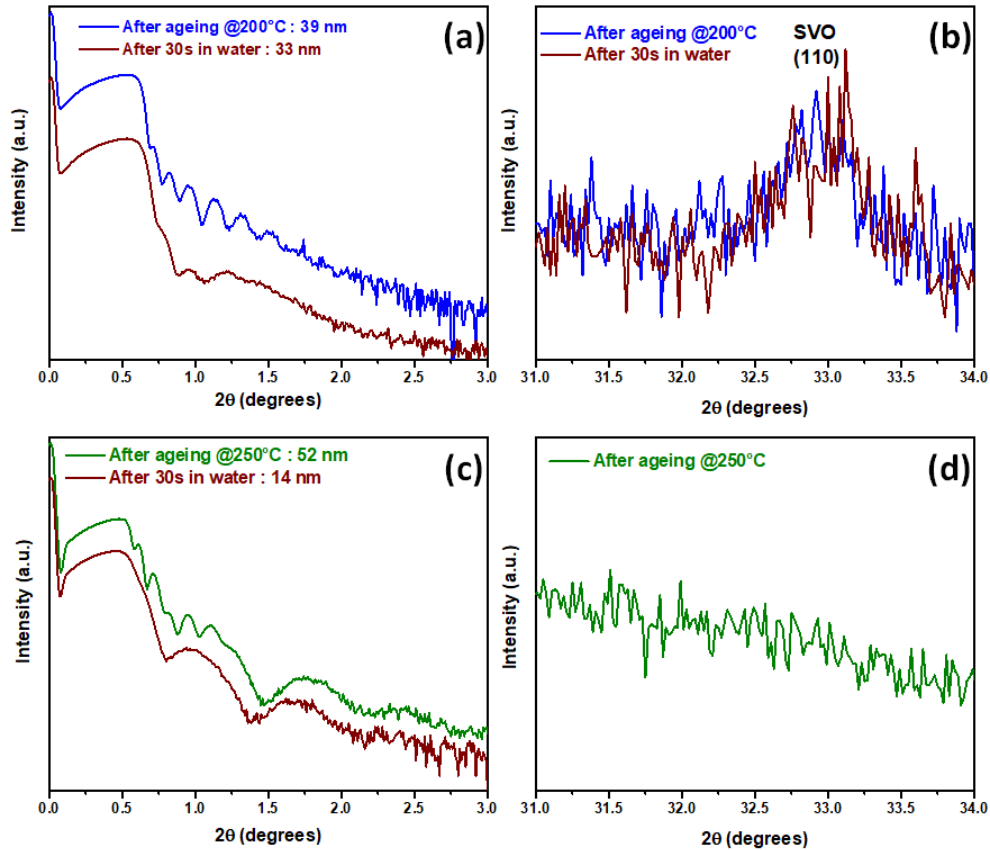 After ageing @200°C : 39 nm
After 30s in water : 33 nm
(a)
Intensity (a.u.)
0.0 0.5 1.0 1.5 2.0 2.5 3.0
2θ (degrees)
After ageing @200°C
After 30s in water
SVO
(110)
(b)
Intensity (a.u.)
31.0 31.5 32.0 32.5 33.0 33.5 34.0
2θ (degrees)
After ageing @250°C : 52 nm
After 30s in water : 14 nm
(c)
Intensity (a.u.)
0.0 0.5 1.0 1.5 2.0 2.5 3.0
2θ (degrees)
After ageing @250°C
(d)
Intensity (a.u.)
31.0 31.5 32.0 32.5 33.0 33.5 34.0
2θ (degrees)